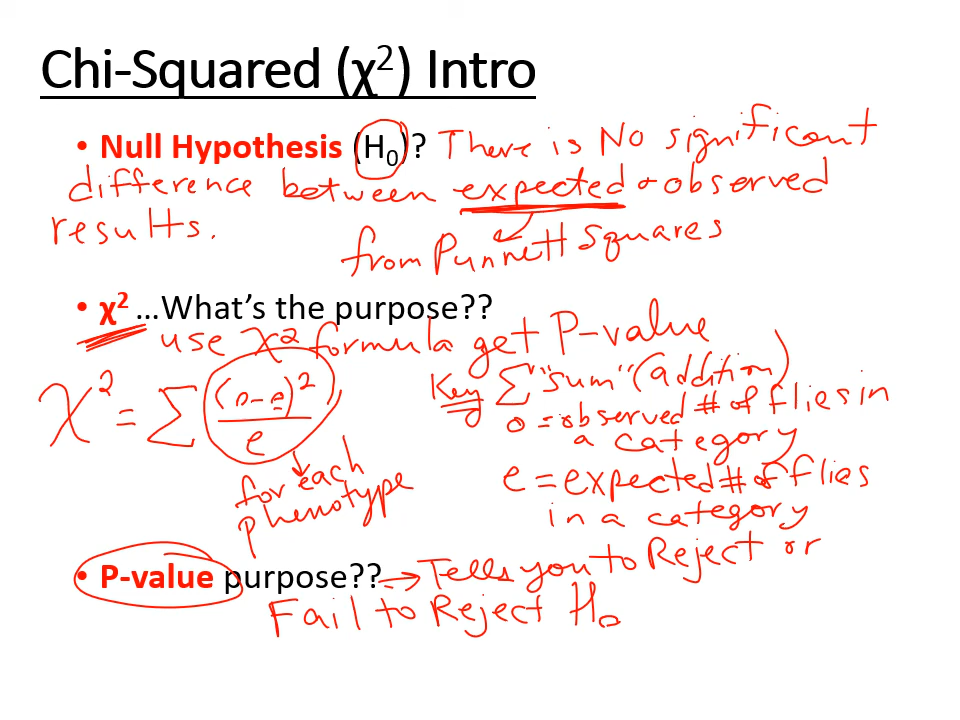 Chi-Squared (χ²) Intro
• Null Hypothesis (H₀)? There is No significant
difference between expected + observed
results.
from Punnett Squares
• χ² …What's the purpose??
use χ² formula get P-value
χ² = Σ (o-e)²/e
for each
phenotype
Key Σ "sum" (addition)
o = observed # of flies in
a category
e = expected # of flies
in a category
• P-value purpose?? → Tells you to Reject or
Fail to Reject H₀